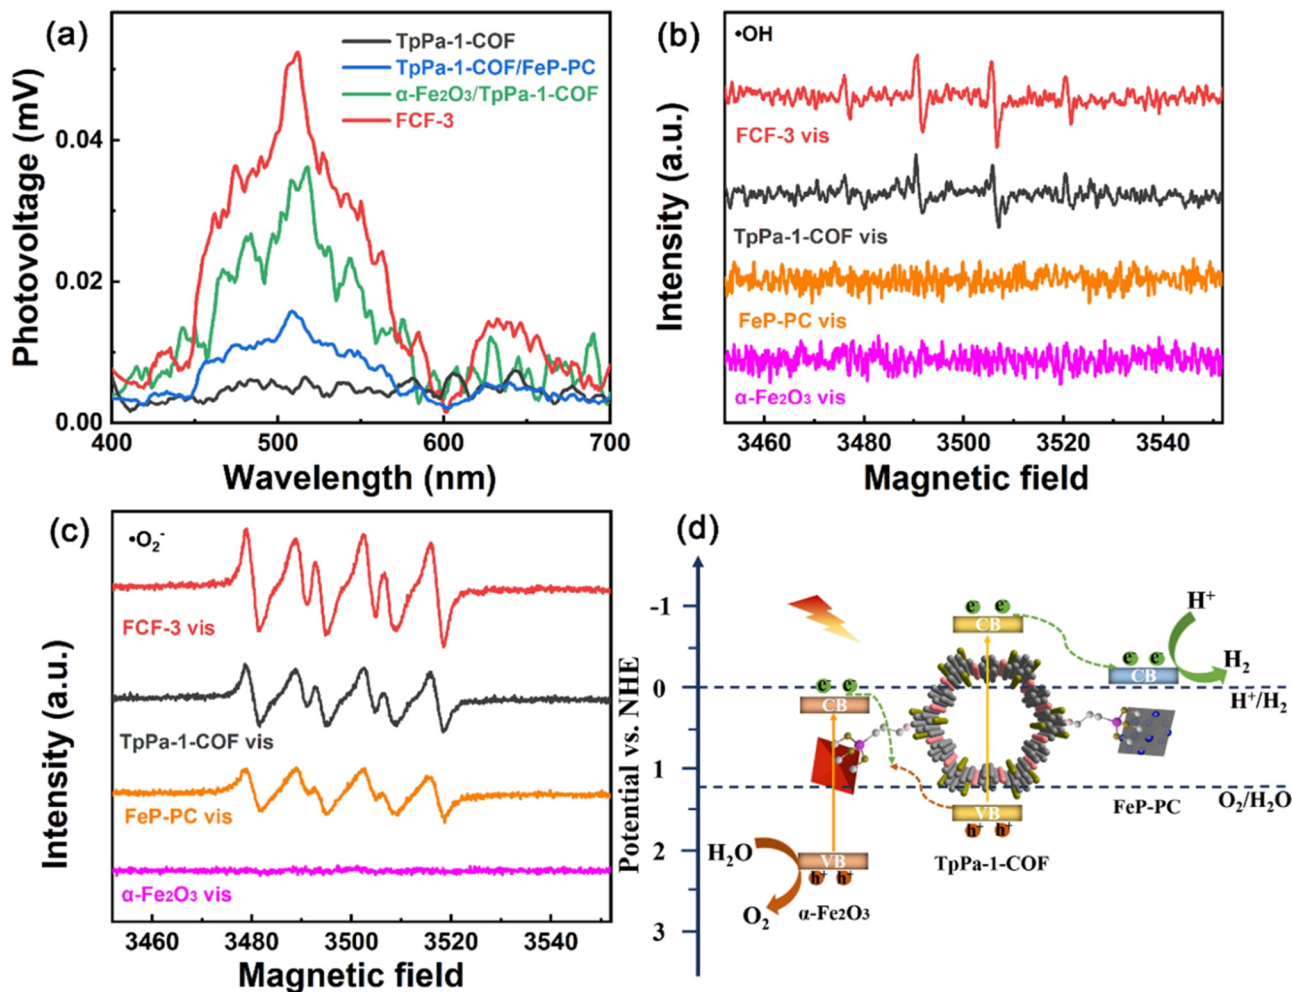 (a)
TpPa-1-COF
TpPa-1-COF/FeP-PC
α-Fe₂O₃/TpPa-1-COF
FCF-3
Photovoltage (mV)
0.04
0.02
0.00
400
500
600
700
Wavelength (nm)
(b)
•OH
FCF-3 vis
TpPa-1-COF vis
FeP-PC vis
α-Fe₂O₃ vis
Intensity (a.u.)
3460
3480
3500
3520
3540
Magnetic field
(c)
•O₂⁻
FCF-3 vis
TpPa-1-COF vis
FeP-PC vis
α-Fe₂O₃ vis
Intensity (a.u.)
3460
3480
3500
3520
3540
Magnetic field
(d)
Potential vs. NHE
-1
0
1
2
3
e⁻ e⁻
CB
H⁺
e⁻ e⁻
CB
H₂
e⁻ e⁻
CB
H⁺/H₂
O₂/H₂O
FeP-PC
VB
h⁺ h⁺
TpPa-1-COF
H₂O
VB
h⁺ h⁺
O₂
α-Fe₂O₃